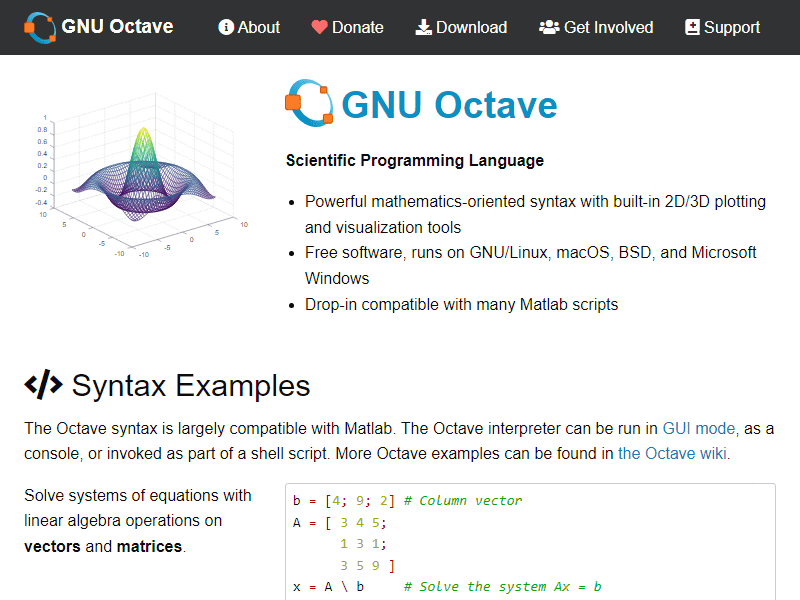 GNU Octave About Donate Download Get Involved Support
GNU Octave
1
0.8
0.6
0.4
0.2
0
-0.2
-0.4
10
5
0
-5
-10
-10
-5
0
5
10
Scientific Programming Language
• Powerful mathematics-oriented syntax with built-in 2D/3D plotting
and visualization tools
• Free software, runs on GNU/Linux, macOS, BSD, and Microsoft
Windows
• Drop-in compatible with many Matlab scripts
</> Syntax Examples
The Octave syntax is largely compatible with Matlab. The Octave interpreter can be run in GUI mode, as a
console, or invoked as part of a shell script. More Octave examples can be found in the Octave wiki.
Solve systems of equations with
linear algebra operations on
vectors and matrices.
b = [4; 9; 2] # Column vector
A = [ 3 4 5;
1 3 1;
3 5 9 ]
x = A \ b # Solve the system Ax = b